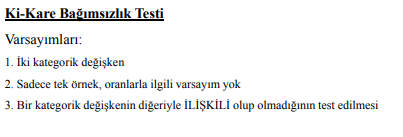 Ki-Kare Bağımsızlık Testi
Varsayımları:
1. İki kategorik değişken
2. Sadece tek örnek, oranlarla ilgili varsayım yok
3. Bir kategorik değişkenin diğeriyle İLİŞKİLİ olup olmadığının test edilmesi